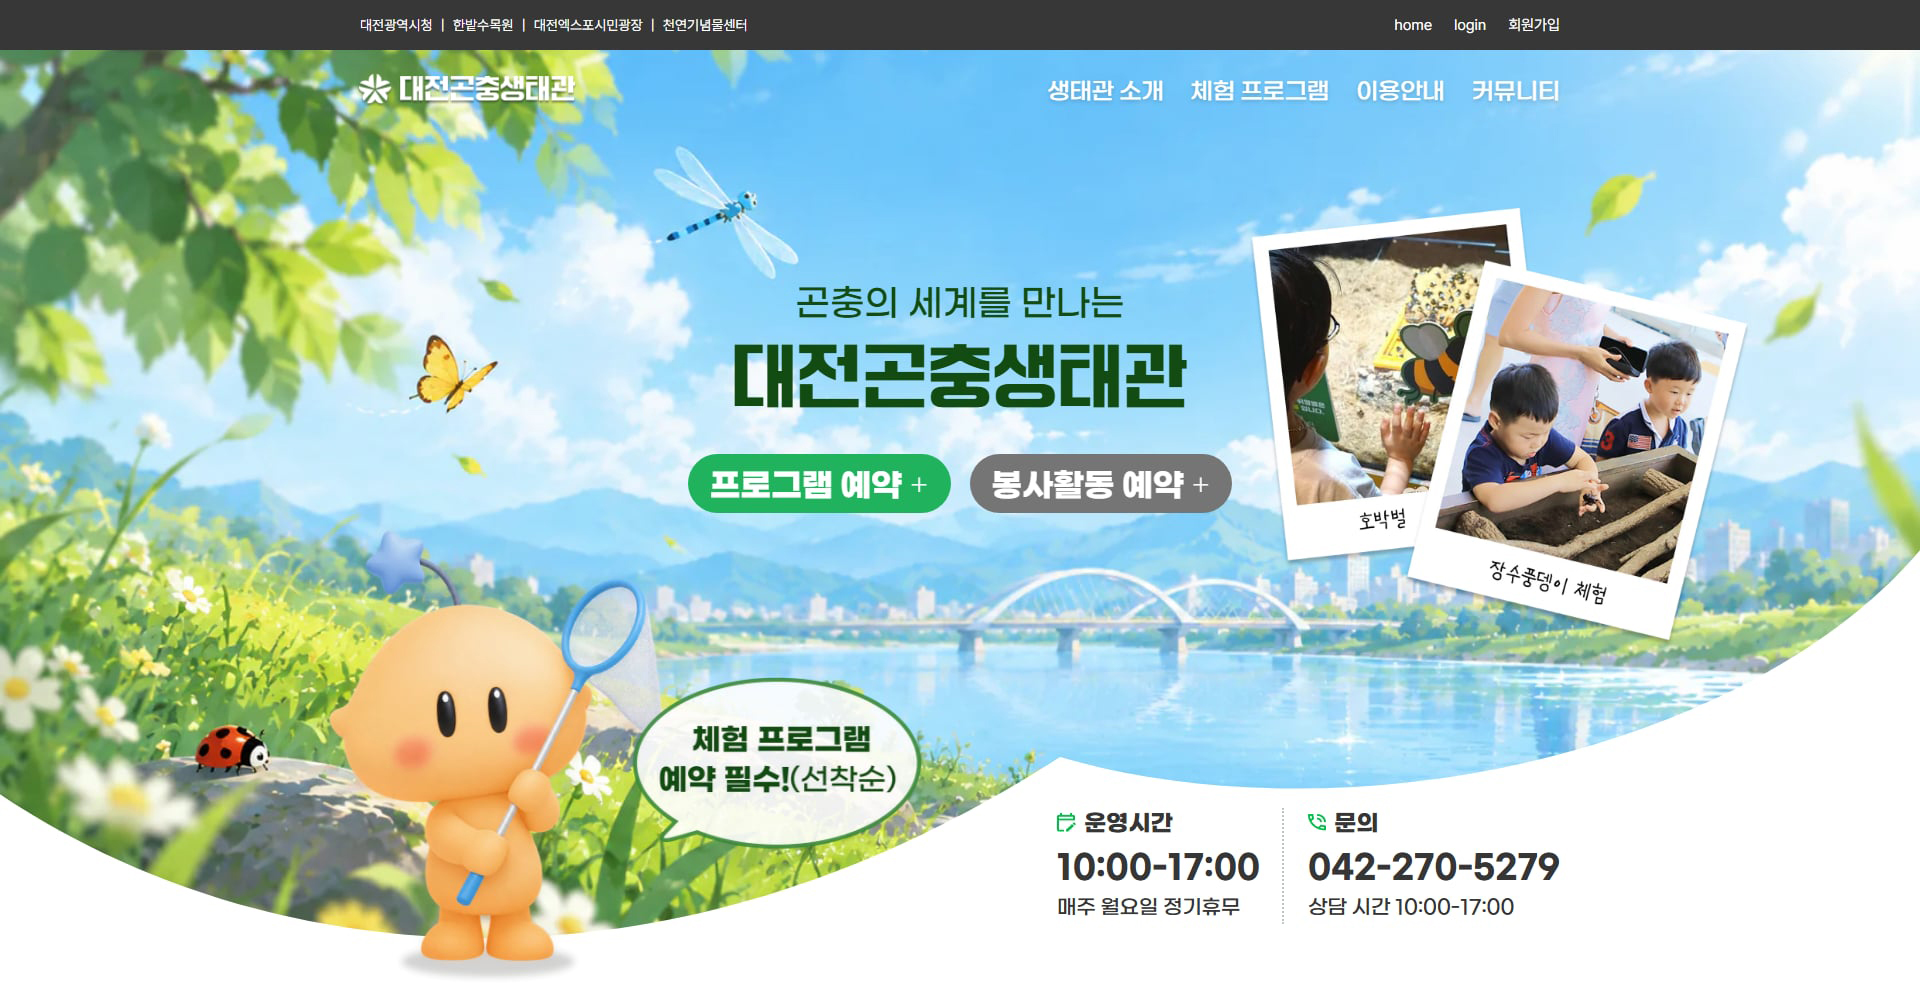 대전광역시청 | 한밭수목원 | 대전엑스포시민광장 | 천연기념물센터
home login 회원가입
대전곤충생태관
생태관 소개 체험 프로그램 이용안내 커뮤니티
곤충의 세계를 만나는
대전곤충생태관
프로그램 예약 +
봉사활동 예약 +
호박벌
장수풍뎅이 체험
체험 프로그램
예약 필수!(선착순)
운영시간
10:00-17:00
매주 월요일 정기휴무
문의
042-270-5279
상담 시간 10:00-17:00